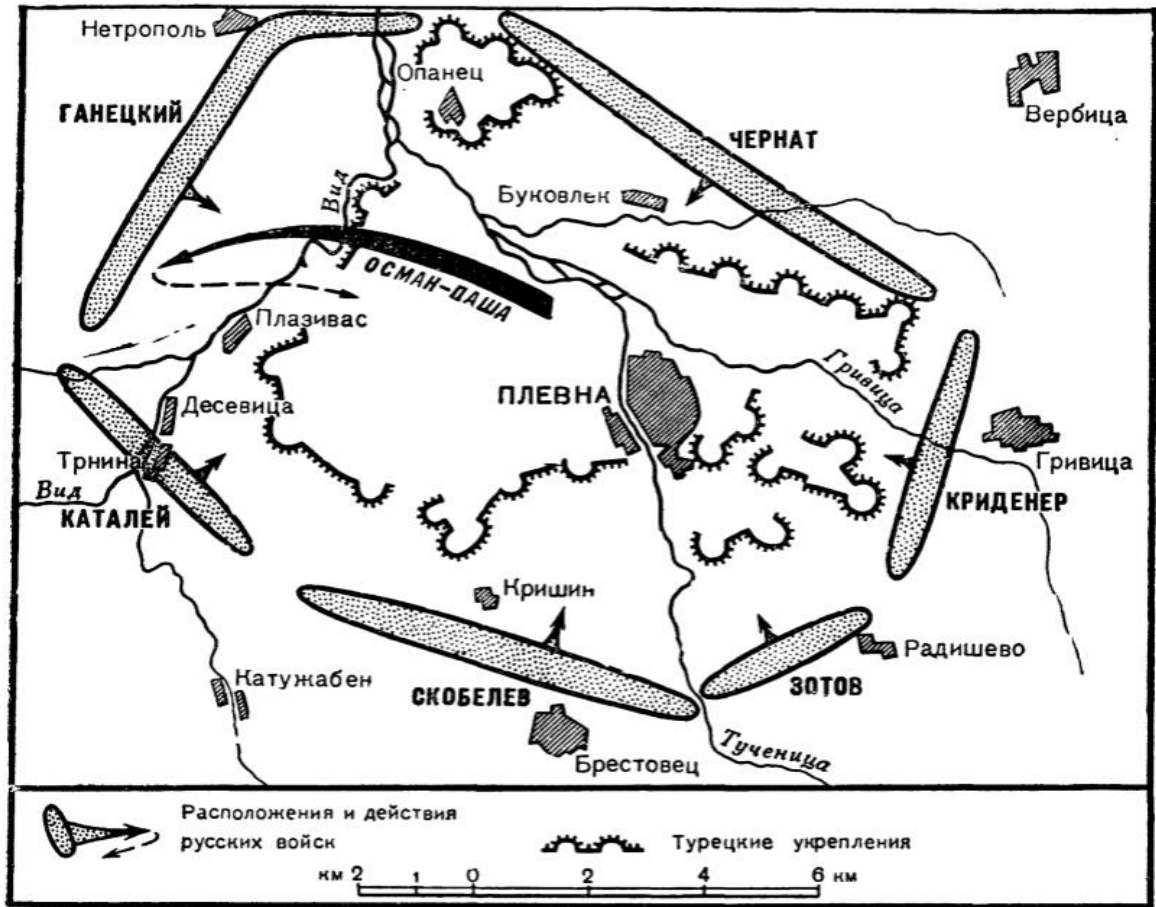 Нетрополь
Опанец
ГАНЕЦКИЙ
ЧЕРНАТ
Вербица
Вид
Буковлек
ОСМАН-ПАША
Плазивас
Гривица
ПЛЕВНА
Десевица
Трнина
Вид
КАТАЛЕЙ
Гривица
КРИДЕНЕР
Кришин
Радишево
Катужабен
СКОБЕЛЕВ
ЗОТОВ
Брестовец
Тученица
Расположения и действия
русских войск
Турецкие укрепления
км 2 1 0 2 4 6 км